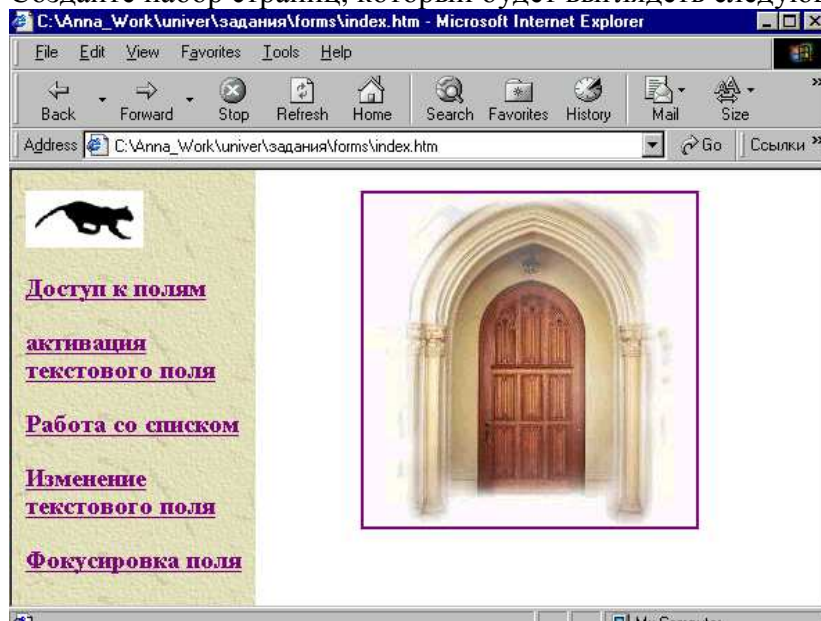 Создайте набор страниц, который будет выглядеть следую
C:\Anna_Work\univer\задания\forms\index.htm - Microsoft Internet Explorer
File Edit View Favorites Tools Help
Back Forward Stop Refresh Home Search Favorites History Mail Size »
Address C:\Anna_Work\univer\задания\forms\index.htm Go Ссылки »
Доступ к полям
активация
текстового поля
Работа со списком
Изменение
текстового поля
Фокусировка поля
My Computer